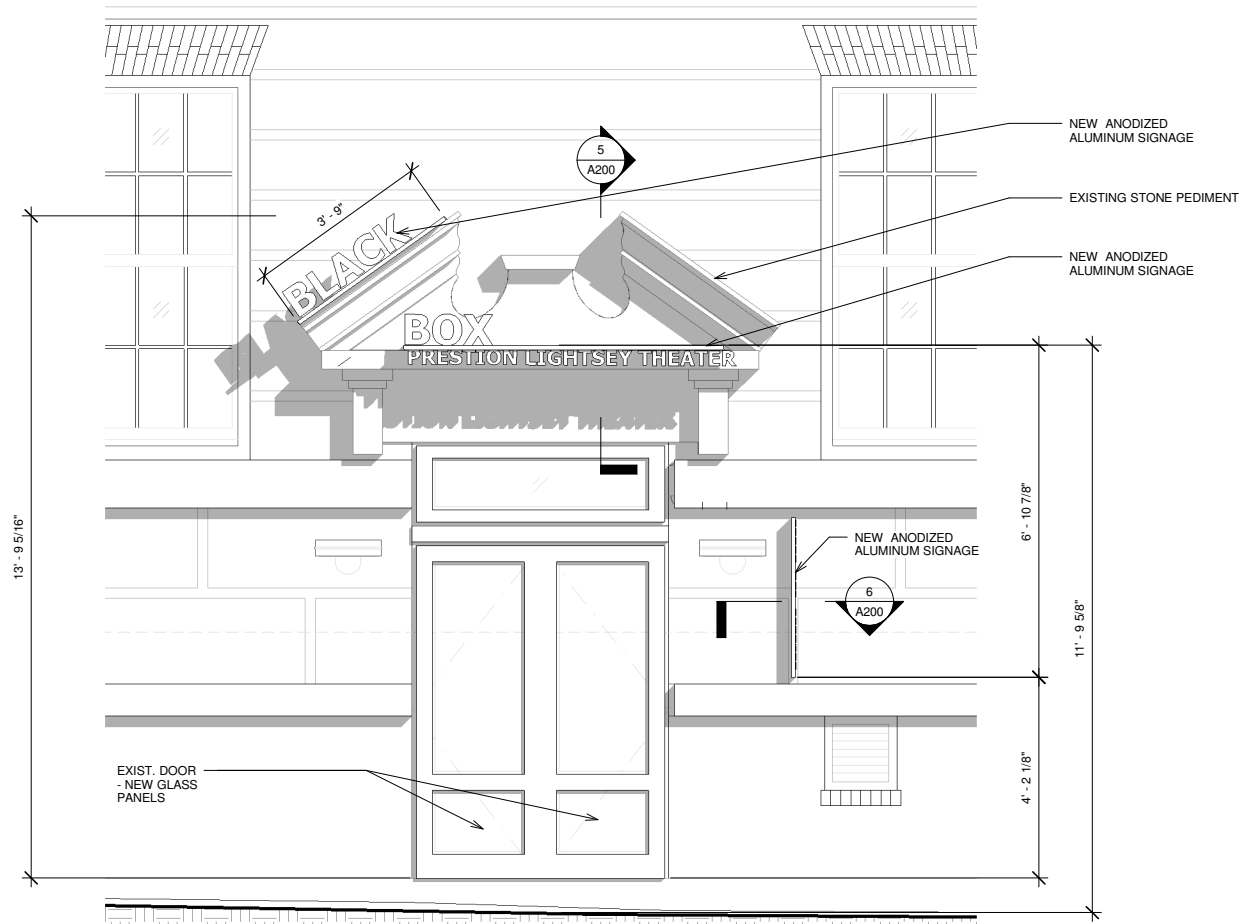 NEW ANODIZED
ALUMINUM SIGNAGE
5
A200
EXISTING STONE PEDIMENT
3' - 9"
BLACK
NEW ANODIZED
ALUMINUM SIGNAGE
BOX
PRESTION LIGHTSEY THEATER
6' - 10 7/8"
13' - 9 5/16"
NEW ANODIZED
ALUMINUM SIGNAGE
6
A200
11' - 9 5/8"
EXIST. DOOR
- NEW GLASS
PANELS
4' - 2 1/8"